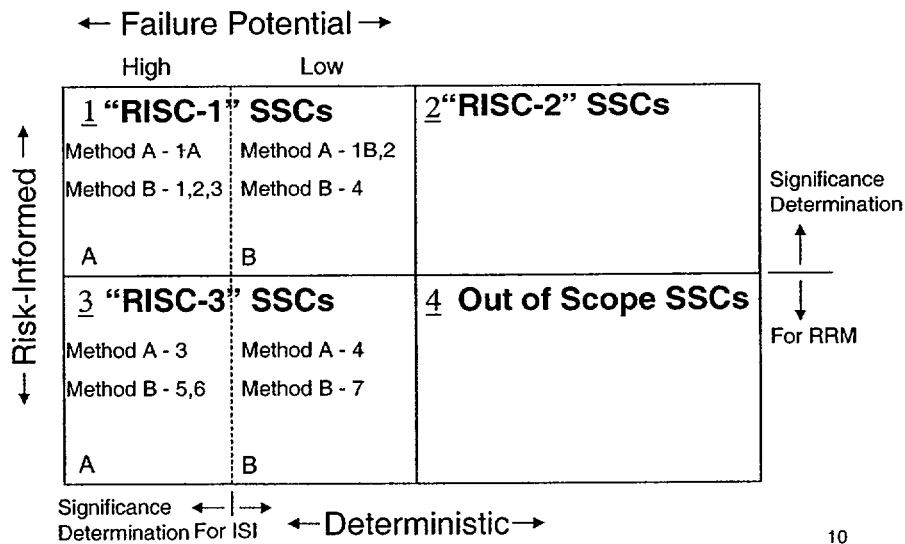 Failure Potential
High Low
1 "RISC-1" SSCs
Method A - 1A Method A - 1B,2
Method B - 1,2,3 Method B - 4
A B
2 "RISC-2" SSCs
Significance
Determination
Risk-Informed
3 "RISC-3" SSCs
Method A - 3 Method A - 4
Method B - 5,6 Method B - 7
A B
4 Out of Scope SSCs
For RRM
Significance
Determination For ISI
Deterministic
10